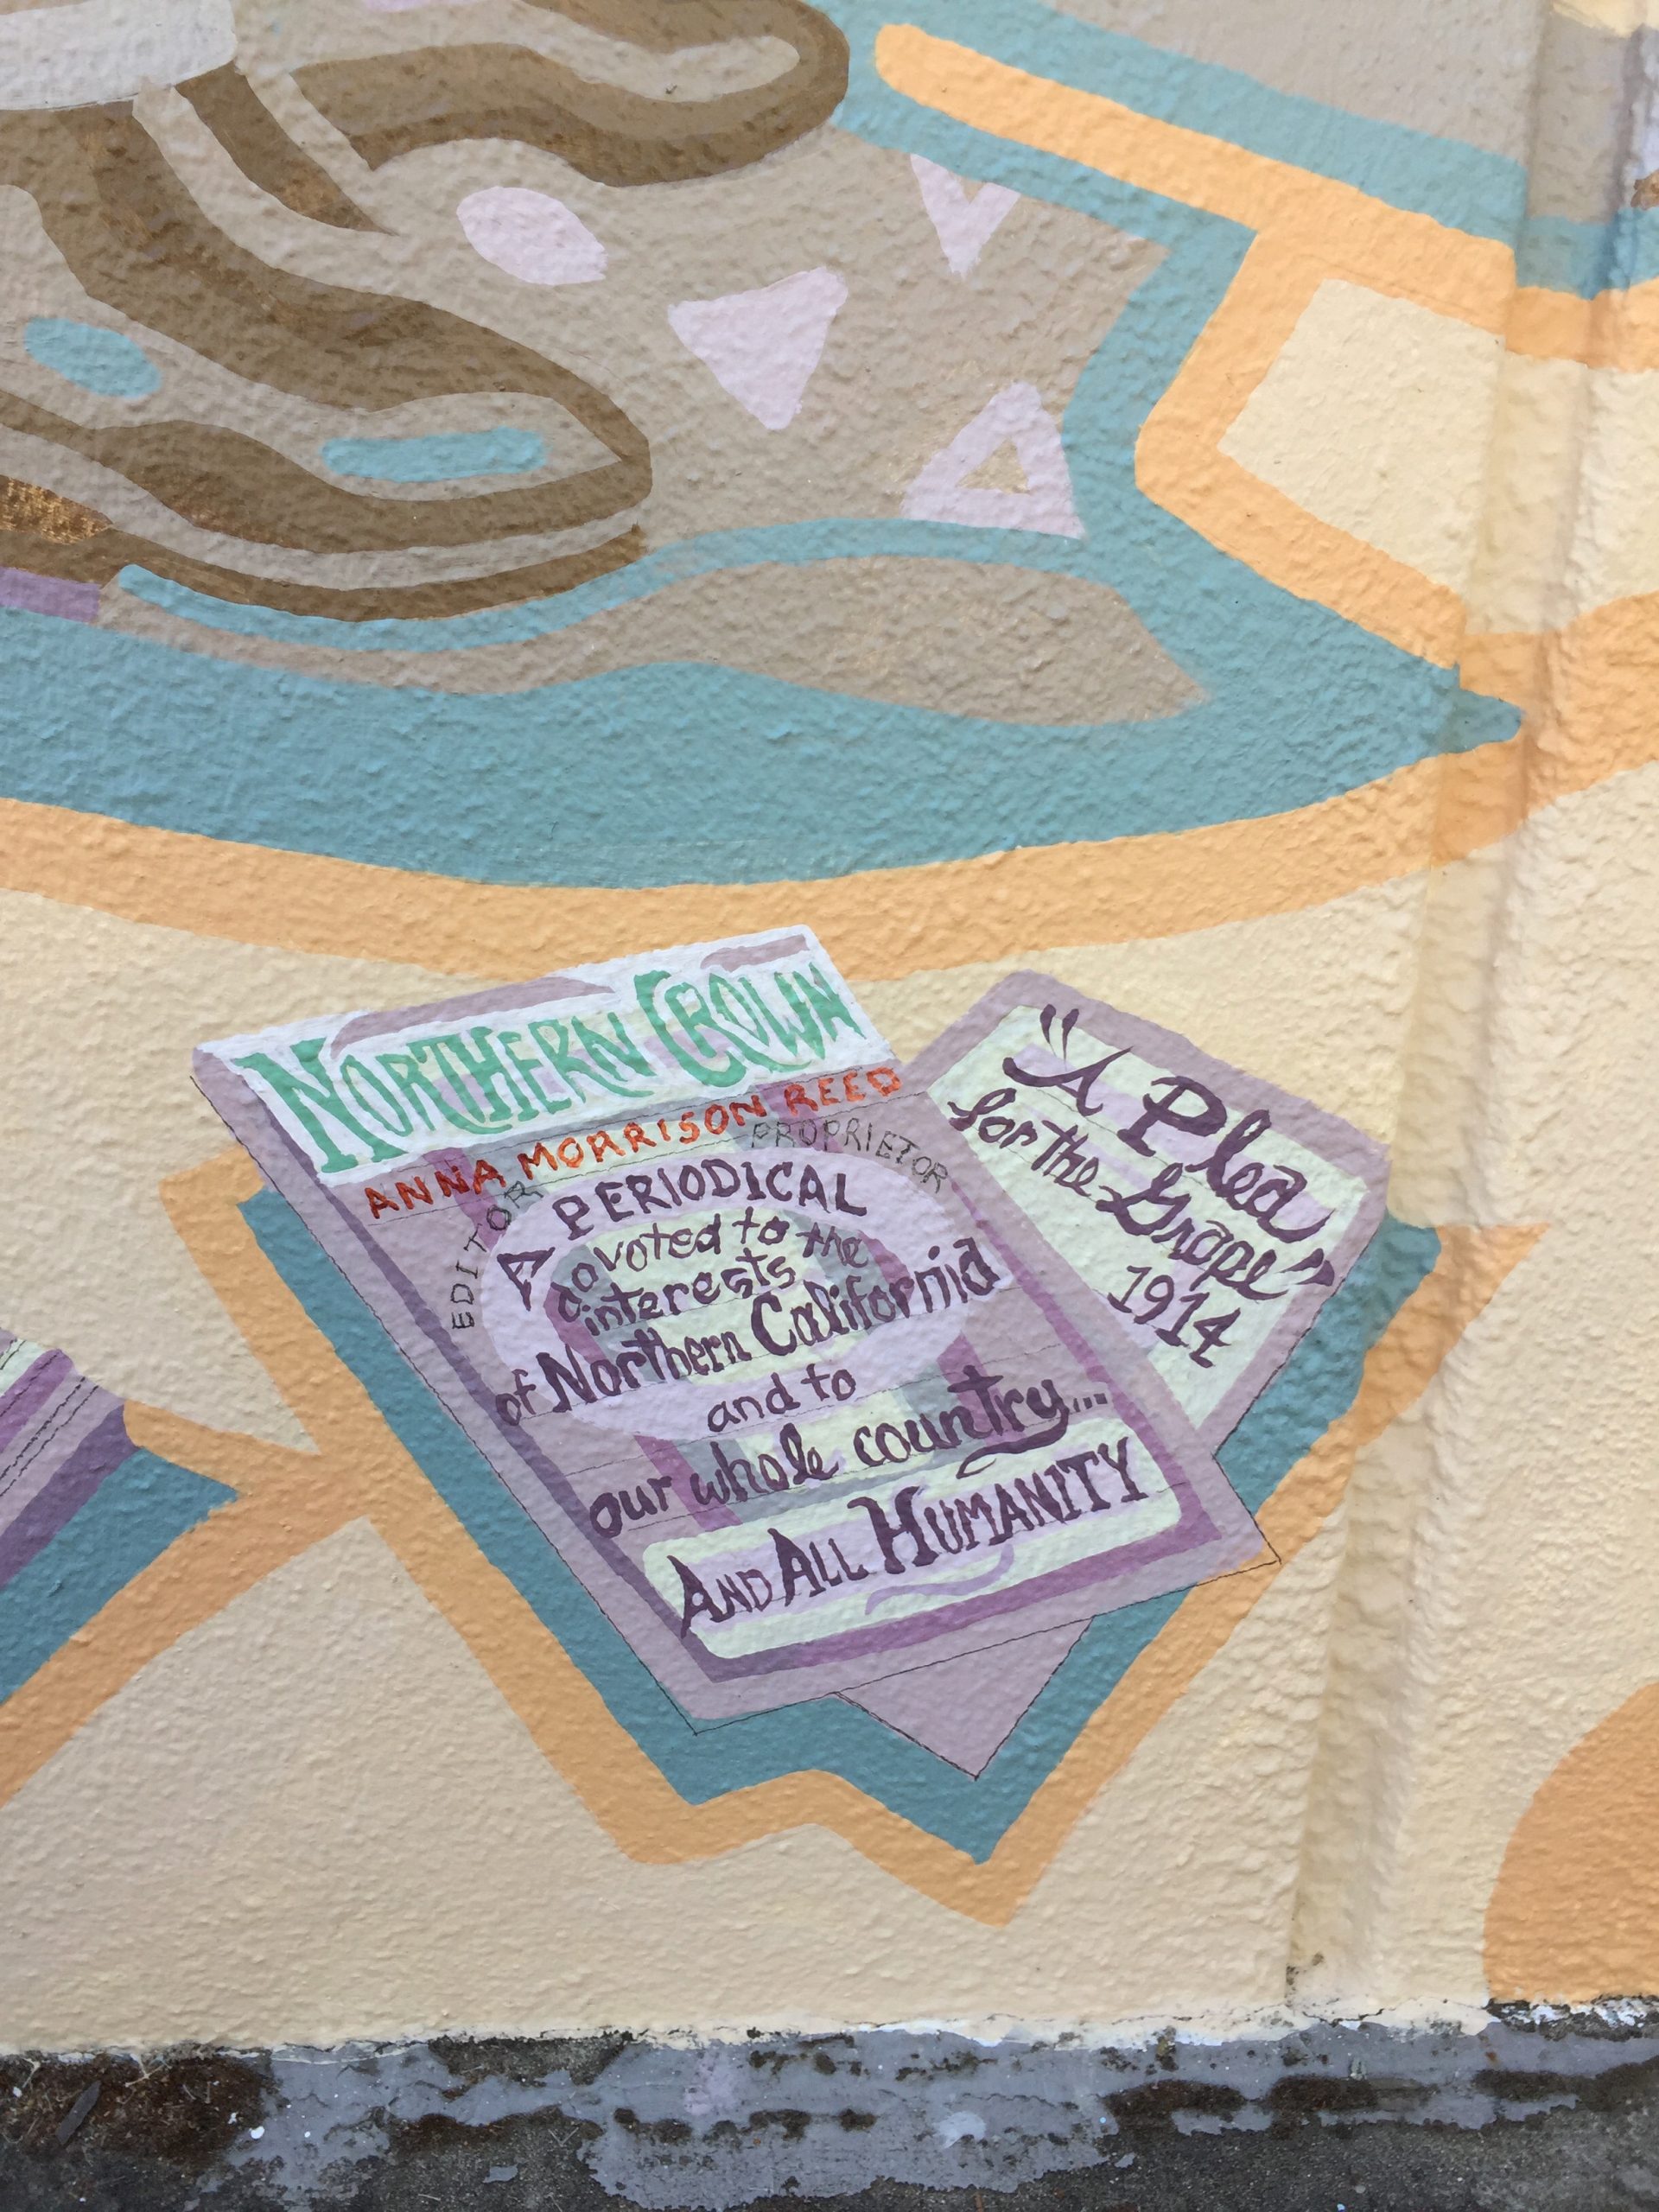 NORTHERN CROWN
ANNA MORRISON REED
EDITOR PROPRIETOR
A PERIODICAL
devoted to the
interests
of Northern California
and to
our whole country...
AND ALL HUMANITY
"A Plea
for the
Grape"
1914